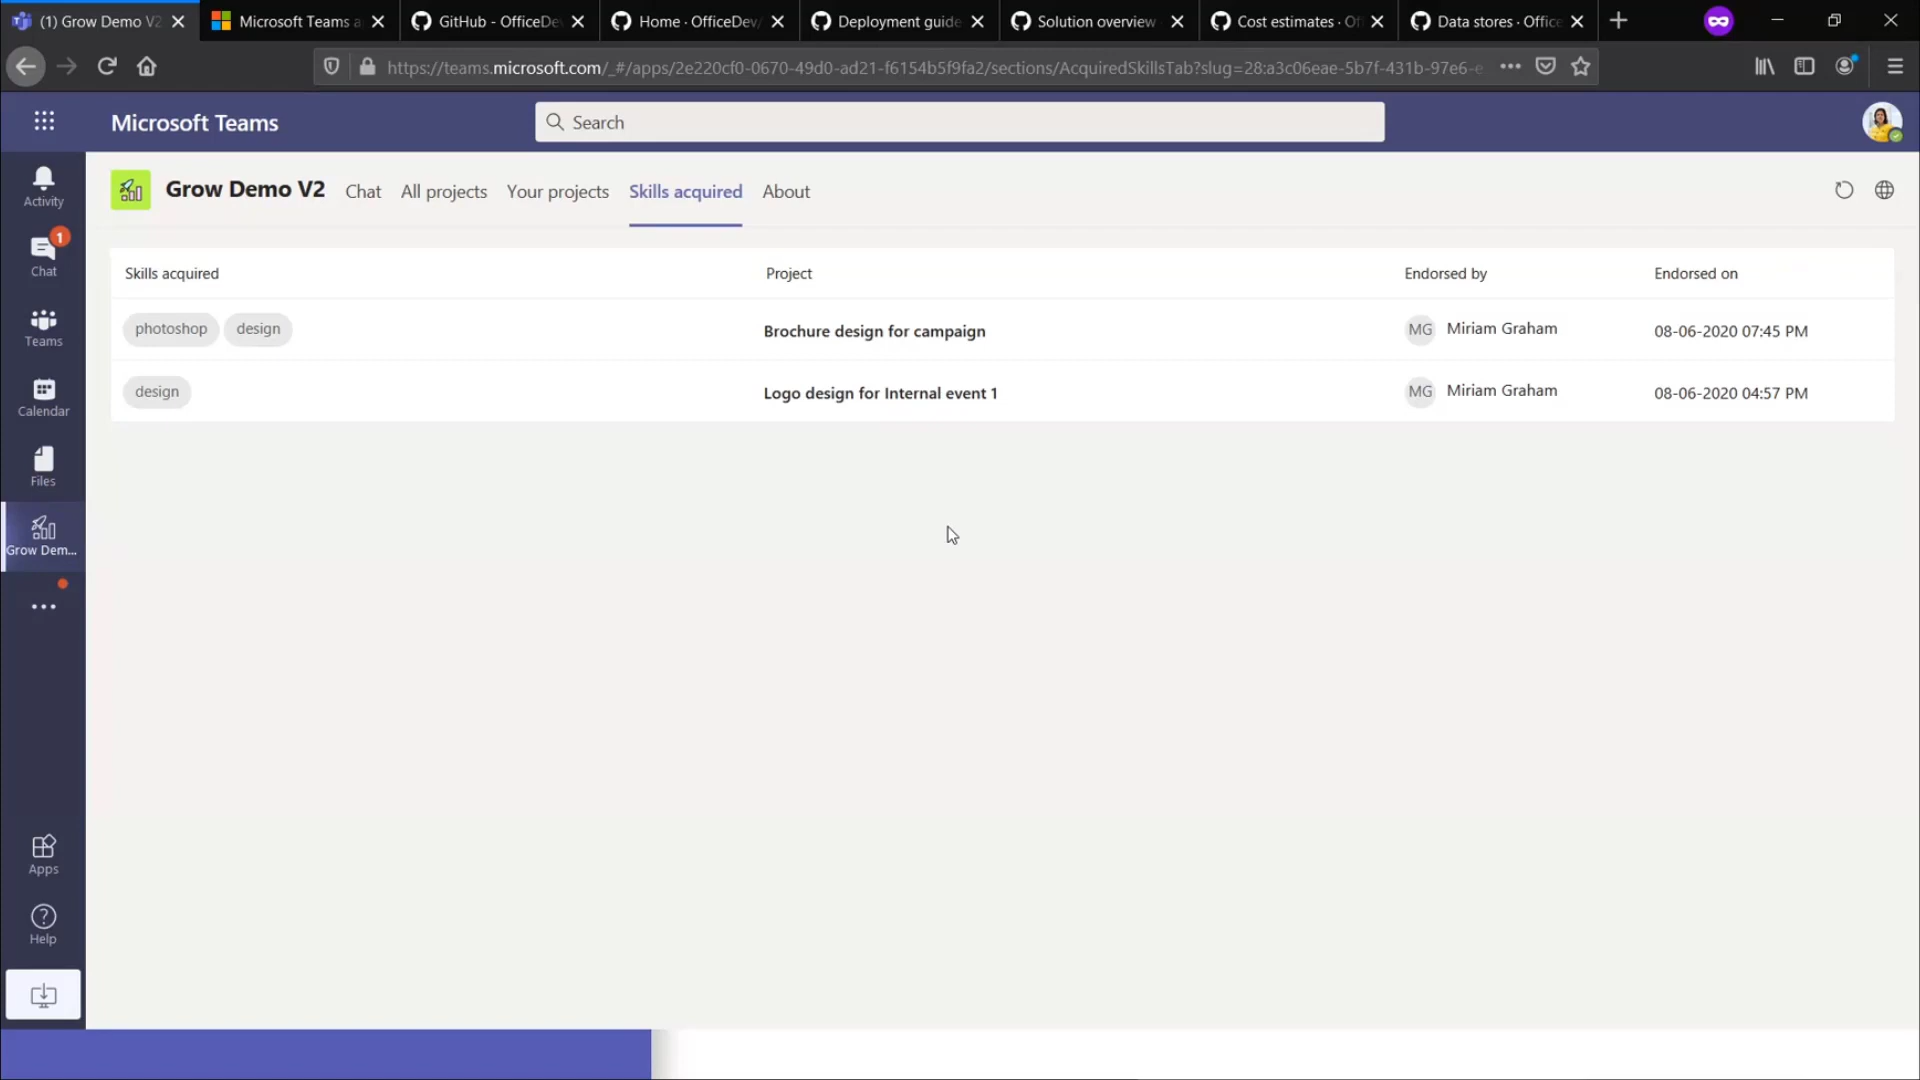 (1) Grow Demo V2
Microsoft Teams a
GitHub - OfficeDe
Home · OfficeDev/
Deployment guide
Solution overview
Cost estimates · Of
Data stores · Office
https://teams.microsoft.com/_#/apps/2e220cf0-0670-49d0-ad21-f6154b5f9fa2/sections/AcquiredSkillsTab?slug=28:a3c06eae-5b7f-431b-97e6-e
Microsoft Teams
Search
Activity
1
Chat
Teams
Calendar
Files
Grow Dem...
Apps
Help
Grow Demo V2 Chat All projects Your projects Skills acquired About
Skills acquired Project Endorsed by Endorsed on
photoshop design Brochure design for campaign MG Miriam Graham 08-06-2020 07:45 PM
design Logo design for Internal event 1 MG Miriam Graham 08-06-2020 04:57 PM